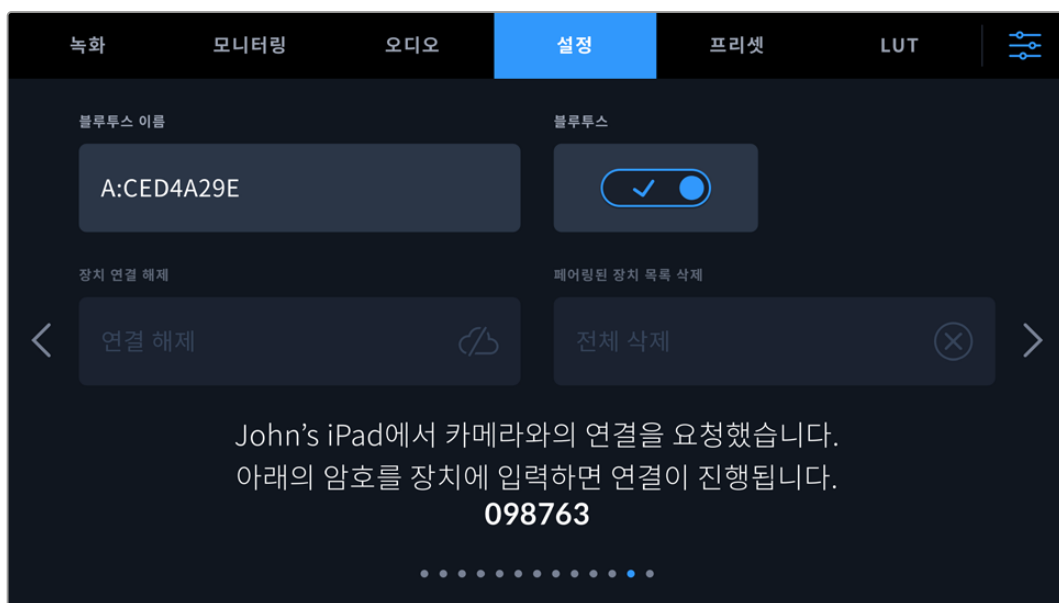 녹화 모니터링 오디오 설정 프리셋 LUT
블루투스 이름 블루투스
A:CED4A29E
장치 연결 해제 페어링된 장치 목록 삭제
연결 해제 전체 삭제
John’s iPad에서 카메라와의 연결을 요청했습니다.
아래의 암호를 장치에 입력하면 연결이 진행됩니다.
098763